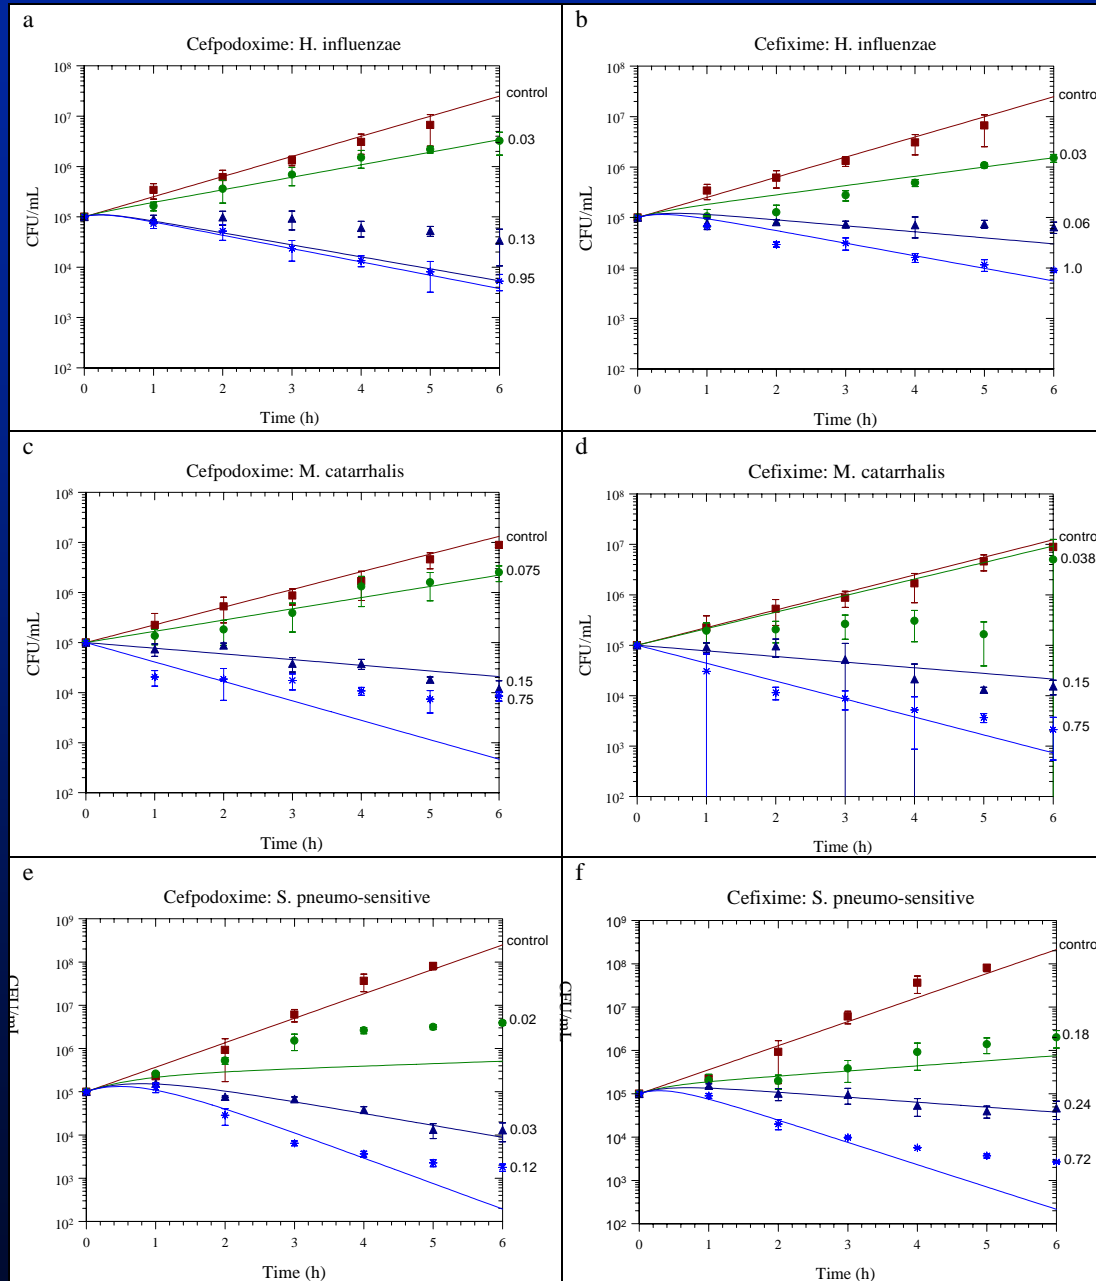 a
Cefpodoxime: H. influenzae
10⁸
10⁷
10⁶
10⁵
10⁴
10³
10²
CFU/mL
control
0.03
0.13
0.95
0 1 2 3 4 5 6
Time (h)
b
Cefixime: H. influenzae
10⁸
10⁷
10⁶
10⁵
10⁴
10³
10²
CFU/mL
control
0.03
0.06
1.0
0 1 2 3 4 5 6
Time (h)
c
Cefpodoxime: M. catarrhalis
10⁸
10⁷
10⁶
10⁵
10⁴
10³
10²
CFU/mL
control
0.075
0.15
0.75
0 1 2 3 4 5 6
Time (h)
d
Cefixime: M. catarrhalis
10⁸
10⁷
10⁶
10⁵
10⁴
10³
10²
CFU/mL
control
0.038
0.15
0.75
0 1 2 3 4 5 6
Time (h)
e
Cefpodoxime: S. pneumo-sensitive
10⁹
10⁸
10⁷
10⁶
10⁵
10⁴
10³
10²
CFU/mL
control
0.02
0.03
0.12
0 1 2 3 4 5 6
Time (h)
f
Cefixime: S. pneumo-sensitive
10⁹
10⁸
10⁷
10⁶
10⁵
10⁴
10³
10²
CFU/mL
control
0.18
0.24
0.72
0 1 2 3 4 5 6
Time (h)